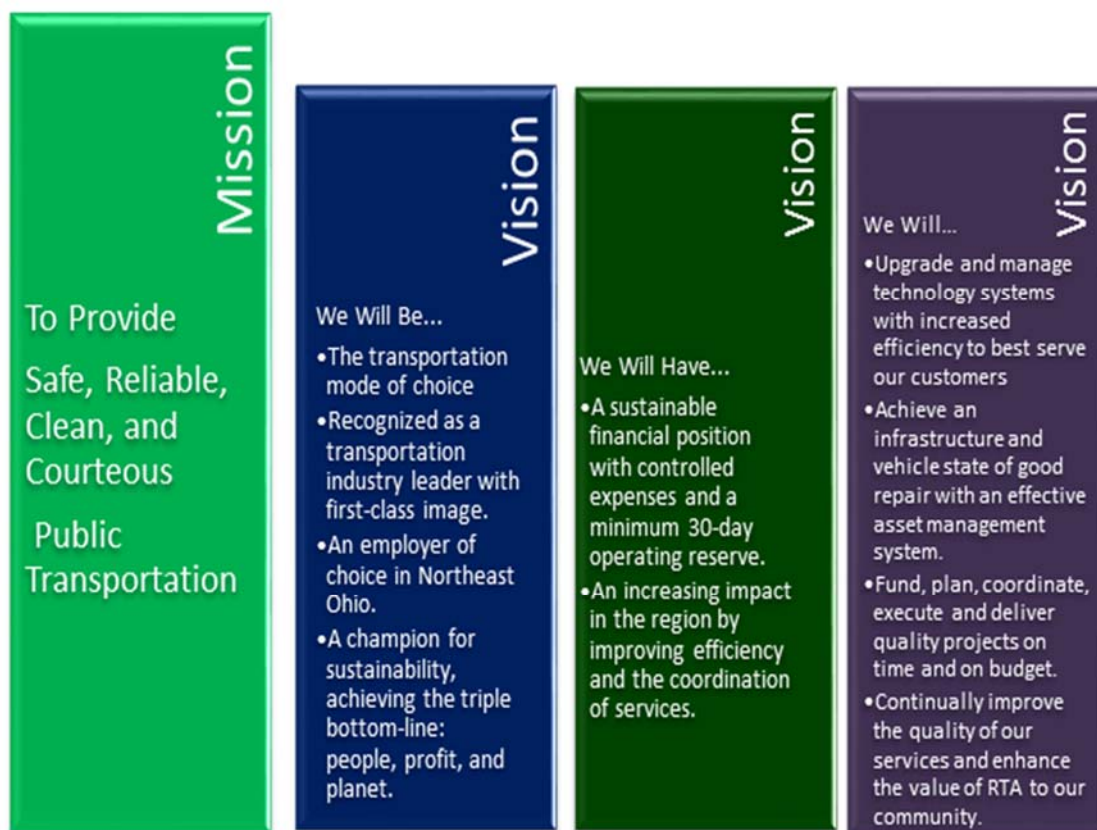 Mission
To Provide
Safe, Reliable,
Clean, and
Courteous
Public
Transportation
Vision
We Will Be...
•The transportation
mode of choice
•Recognized as a
transportation
industry leader with
first-class image.
•An employer of
choice in Northeast
Ohio.
•A champion for
sustainability,
achieving the triple
bottom-line:
people, profit, and
planet.
Vision
We Will Have...
•A sustainable
financial position
with controlled
expenses and a
minimum 30-day
operating reserve.
•An increasing impact
in the region by
improving efficiency
and the coordination
of services.
Vision
We Will...
•Upgrade and manage
technology systems
with increased
efficiency to best serve
our customers
•Achieve an
infrastructure and
vehicle state of good
repair with an effective
asset management
system.
•Fund, plan, coordinate,
execute and deliver
quality projects on
time and on budget.
•Continually improve
the quality of our
services and enhance
the value of RTA to our
community.